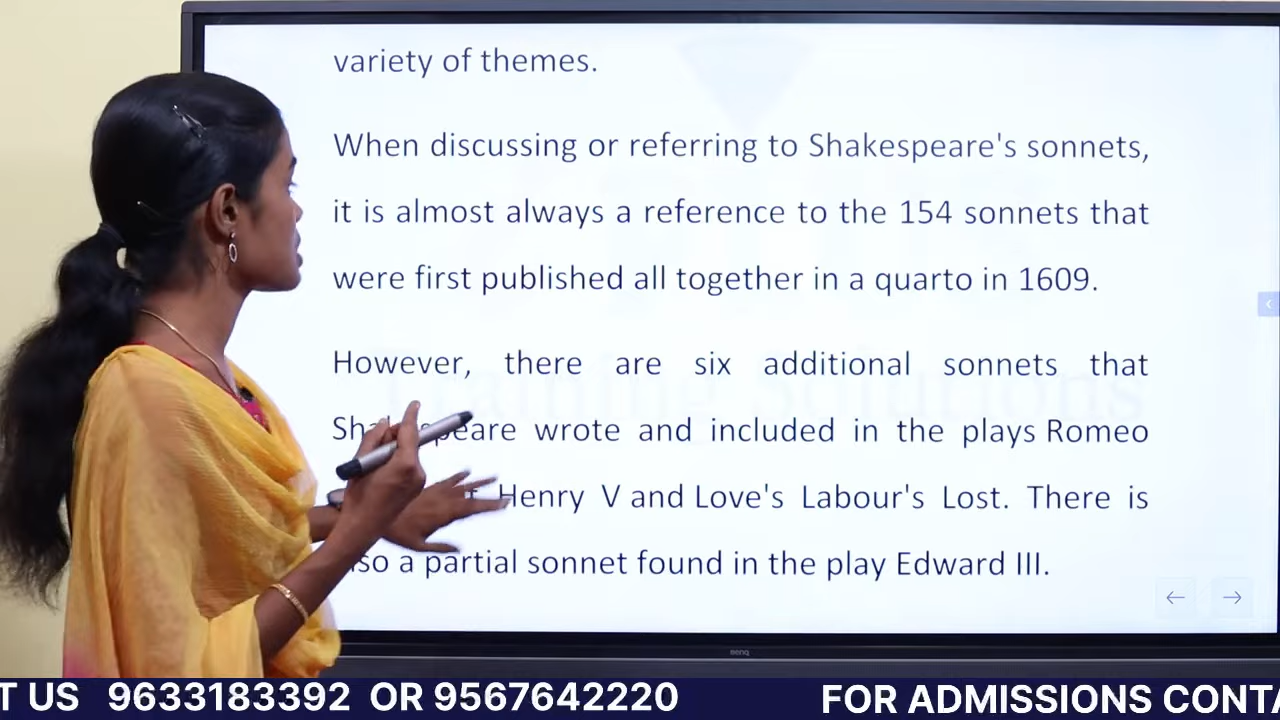 variety of themes.
When discussing or referring to Shakespeare's sonnets,
it is almost always a reference to the 154 sonnets that
were first published all together in a quarto in 1609.
However, there are six additional sonnets that
Shakespeare wrote and included in the plays Romeo
Henry V and Love's Labour's Lost. There is
also a partial sonnet found in the play Edward III.
BenQ
T US 9633183392 OR 9567642220 FOR ADMISSIONS CONTA